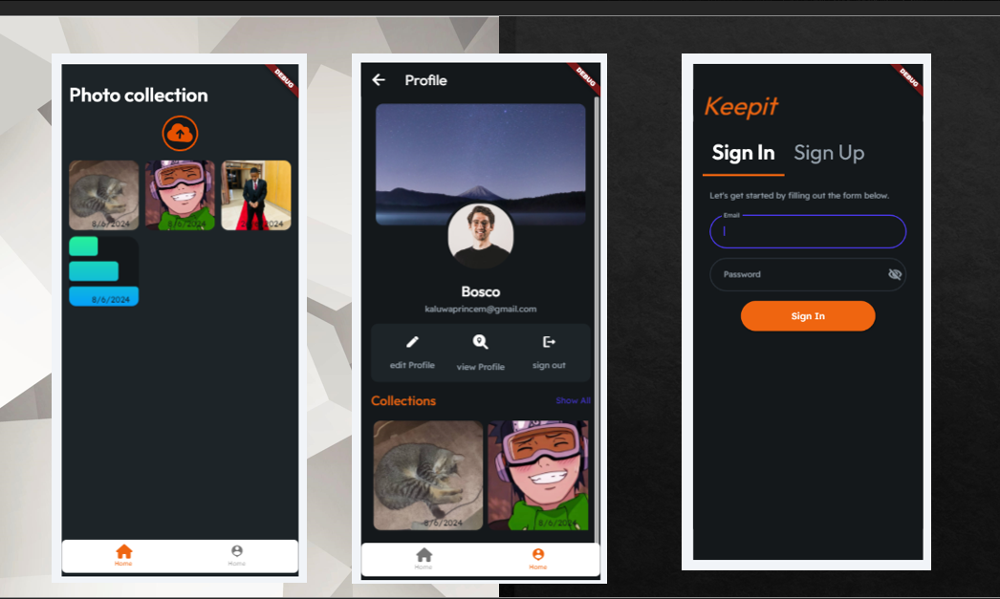 DEBUG
Photo collection
8/6/2024
8/6/2024
2024
8/6/2024
Home
Home
DEBUG
Profile
Bosco
kaluwaprincem@gmail.com
edit Profile
view Profile
sign out
Collections
Show All
8/6/2024
8/6/2024
Home
Home
DEBUG
Keepit
Sign In
Sign Up
Let's get started by filling out the form below.
Email
Password
Sign In